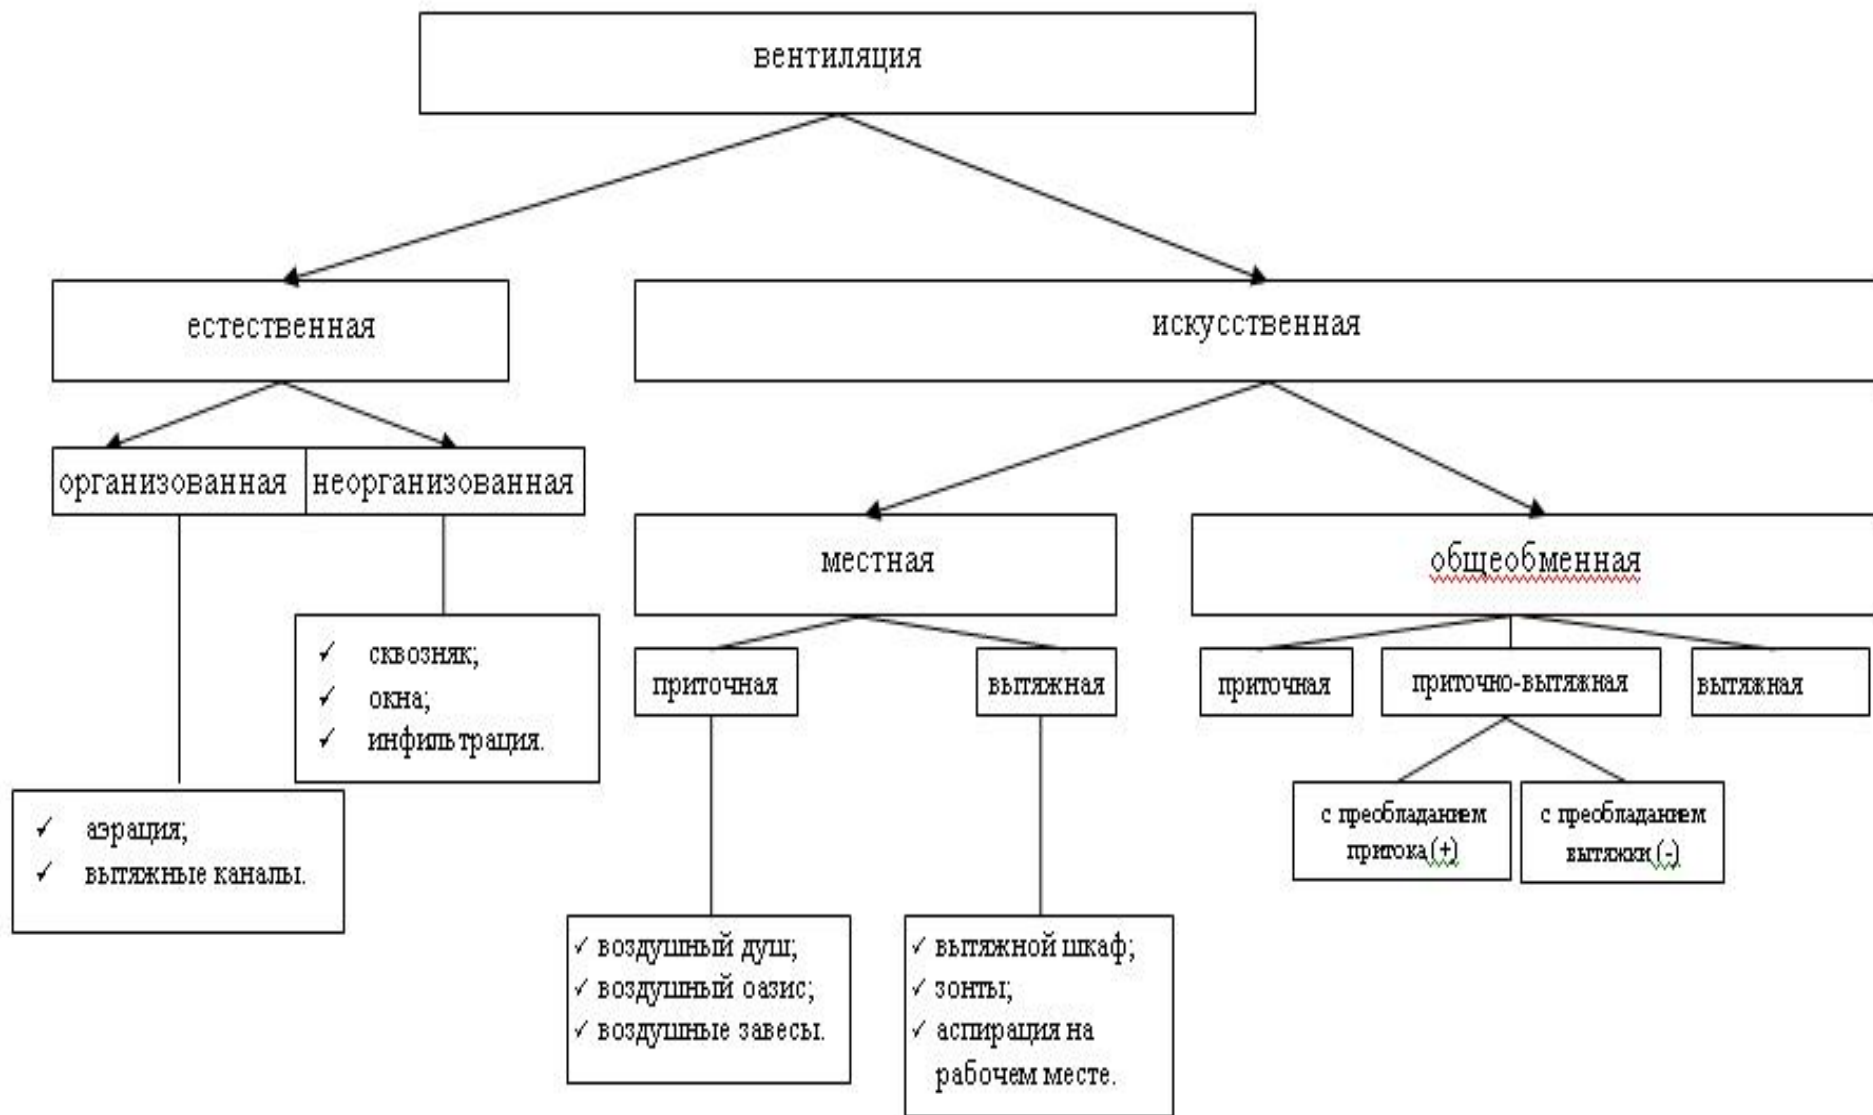 вентиляция
естественная
искусственная
организованная
неорганизованная
местная
общеобменная
сквозняк;
окна;
инфильтрация.
приточная
вытяжная
приточная
приточно-вытяжная
вытяжная
аэрация;
вытяжные каналы.
с преобладанием
притока(+)
с преобладанием
вытяжки(-)
воздушный душ;
воздушный оазис;
воздушные завесы.
вытяжной шкаф;
зонты;
аспирация на
рабочем месте.